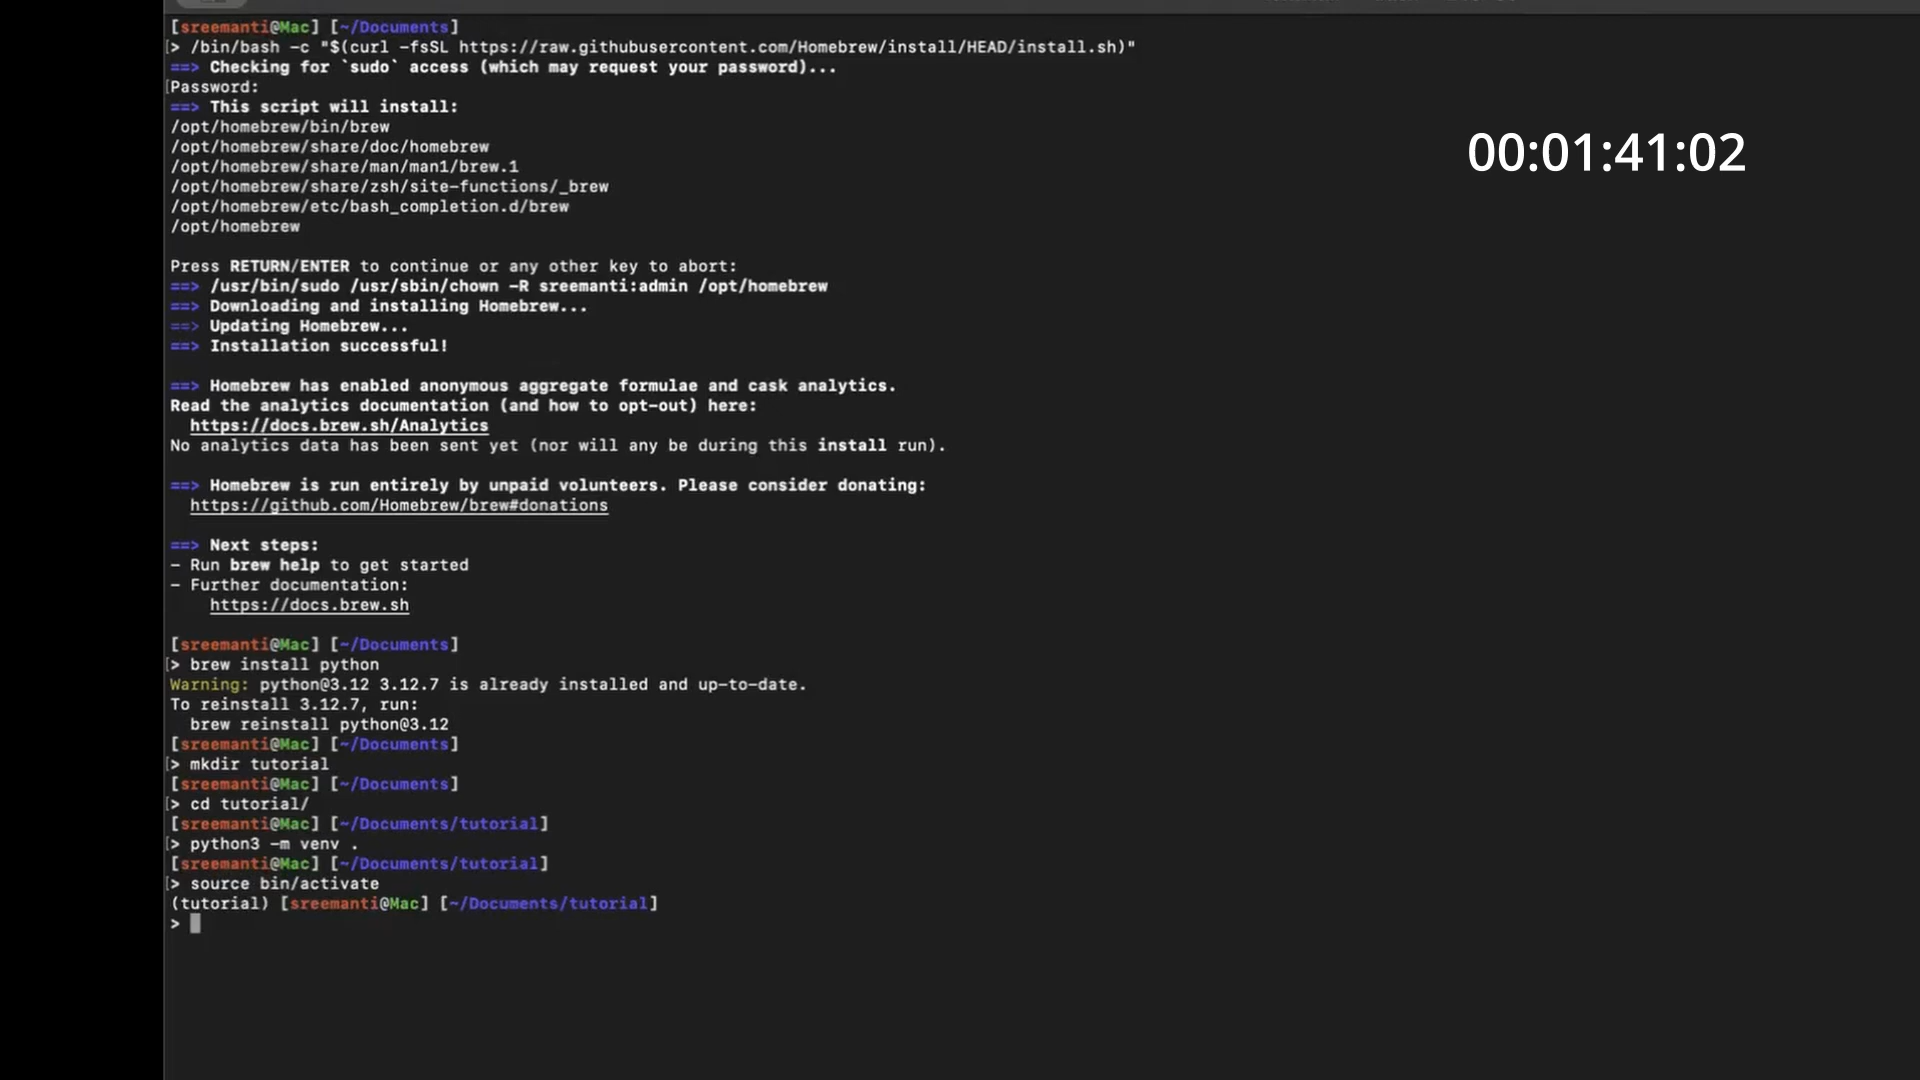 [sreemanti@Mac] [~/Documents]
> /bin/bash -c "$(curl -fsSL https://raw.githubusercontent.com/Homebrew/install/HEAD/install.sh)"
==> Checking for `sudo` access (which may request your password)...
Password:
==> This script will install:
/opt/homebrew/bin/brew
/opt/homebrew/share/doc/homebrew
/opt/homebrew/share/man/man1/brew.1
/opt/homebrew/share/zsh/site-functions/_brew
/opt/homebrew/etc/bash_completion.d/brew
/opt/homebrew
00:01:41:02
Press RETURN/ENTER to continue or any other key to abort:
==> /usr/bin/sudo /usr/sbin/chown -R sreemanti:admin /opt/homebrew
==> Downloading and installing Homebrew...
==> Updating Homebrew...
==> Installation successful!
==> Homebrew has enabled anonymous aggregate formulae and cask analytics.
Read the analytics documentation (and how to opt-out) here:
https://docs.brew.sh/Analytics
No analytics data has been sent yet (nor will any be during this install run).
==> Homebrew is run entirely by unpaid volunteers. Please consider donating:
https://github.com/Homebrew/brew#donations
==> Next steps:
- Run brew help to get started
- Further documentation:
https://docs.brew.sh
[sreemanti@Mac] [~/Documents]
> brew install python
Warning: python@3.12 3.12.7 is already installed and up-to-date.
To reinstall 3.12.7, run:
brew reinstall python@3.12
[sreemanti@Mac] [~/Documents]
> mkdir tutorial
[sreemanti@Mac] [~/Documents]
> cd tutorial/
[sreemanti@Mac] [~/Documents/tutorial]
> python3 -m venv .
[sreemanti@Mac] [~/Documents/tutorial]
> source bin/activate
(tutorial) [sreemanti@Mac] [~/Documents/tutorial]
>